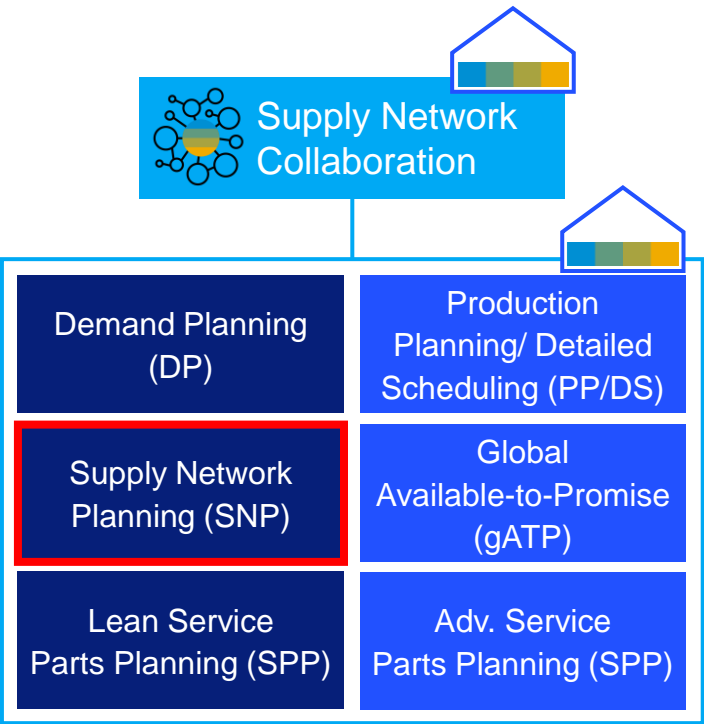 Supply Network
Collaboration
Demand Planning
(DP)
Production
Planning/ Detailed
Scheduling (PP/DS)
Supply Network
Planning (SNP)
Global
Available-to-Promise
(gATP)
Lean Service
Parts Planning (SPP)
Adv. Service
Parts Planning (SPP)